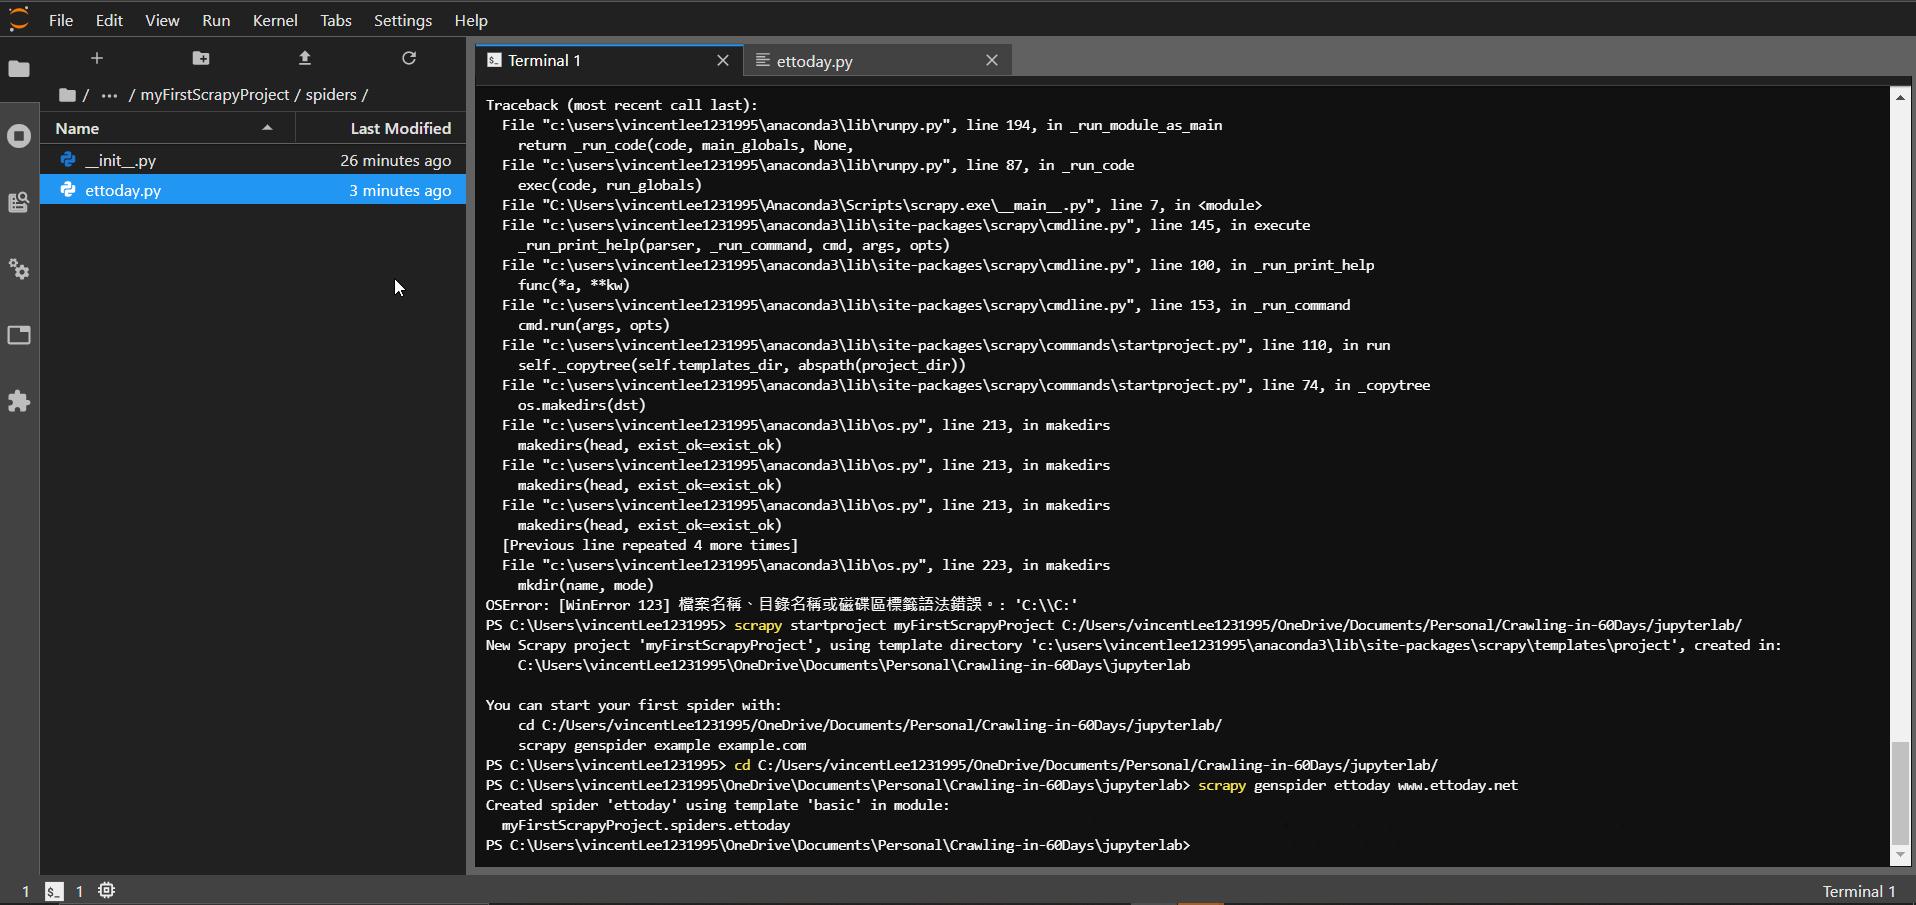 File Edit View Run Kernel Tabs Settings Help
/ ··· / myFirstScrapyProject / spiders /
Name Last Modified
__init__.py 26 minutes ago
ettoday.py 3 minutes ago
Terminal 1 ettoday.py
Traceback (most recent call last):
File "c:\users\vincentlee1231995\anaconda3\lib\runpy.py", line 194, in _run_module_as_main
return _run_code(code, main_globals, None,
File "c:\users\vincentlee1231995\anaconda3\lib\runpy.py", line 87, in _run_code
exec(code, run_globals)
File "C:\Users\vincentLee1231995\Anaconda3\Scripts\scrapy.exe\__main__.py", line 7, in <module>
File "c:\users\vincentlee1231995\anaconda3\lib\site-packages\scrapy\cmdline.py", line 145, in execute
_run_print_help(parser, _run_command, cmd, args, opts)
File "c:\users\vincentlee1231995\anaconda3\lib\site-packages\scrapy\cmdline.py", line 100, in _run_print_help
func(*a, **kw)
File "c:\users\vincentlee1231995\anaconda3\lib\site-packages\scrapy\cmdline.py", line 153, in _run_command
cmd.run(args, opts)
File "c:\users\vincentlee1231995\anaconda3\lib\site-packages\scrapy\commands\startproject.py", line 110, in run
self._copytree(self.templates_dir, abspath(project_dir))
File "c:\users\vincentlee1231995\anaconda3\lib\site-packages\scrapy\commands\startproject.py", line 74, in _copytree
os.makedirs(dst)
File "c:\users\vincentlee1231995\anaconda3\lib\os.py", line 213, in makedirs
makedirs(head, exist_ok=exist_ok)
File "c:\users\vincentlee1231995\anaconda3\lib\os.py", line 213, in makedirs
makedirs(head, exist_ok=exist_ok)
File "c:\users\vincentlee1231995\anaconda3\lib\os.py", line 213, in makedirs
makedirs(head, exist_ok=exist_ok)
[Previous line repeated 4 more times]
File "c:\users\vincentlee1231995\anaconda3\lib\os.py", line 223, in makedirs
mkdir(name, mode)
OSError: [WinError 123] 檔案名稱、目錄名稱或磁碟區標籤語法錯誤。: 'C:\\C:'
PS C:\Users\vincentLee1231995> scrapy startproject myFirstScrapyProject C:/Users/vincentLee1231995/OneDrive/Documents/Personal/Crawling-in-60Days/jupyterlab/
New Scrapy project 'myFirstScrapyProject', using template directory 'c:\users\vincentlee1231995\anaconda3\lib\site-packages\scrapy\templates\project', created in:
C:\Users\vincentLee1231995\OneDrive\Documents\Personal\Crawling-in-60Days\jupyterlab
You can start your first spider with:
cd C:/Users/vincentLee1231995/OneDrive/Documents/Personal/Crawling-in-60Days/jupyterlab/
scrapy genspider example example.com
PS C:\Users\vincentLee1231995> cd C:/Users/vincentLee1231995/OneDrive/Documents/Personal/Crawling-in-60Days/jupyterlab/
PS C:\Users\vincentLee1231995\OneDrive\Documents\Personal\Crawling-in-60Days\jupyterlab> scrapy genspider ettoday www.ettoday.net
Created spider 'ettoday' using template 'basic' in module:
myFirstScrapyProject.spiders.ettoday
PS C:\Users\vincentLee1231995\OneDrive\Documents\Personal\Crawling-in-60Days\jupyterlab>
1 $_ 1 Terminal 1